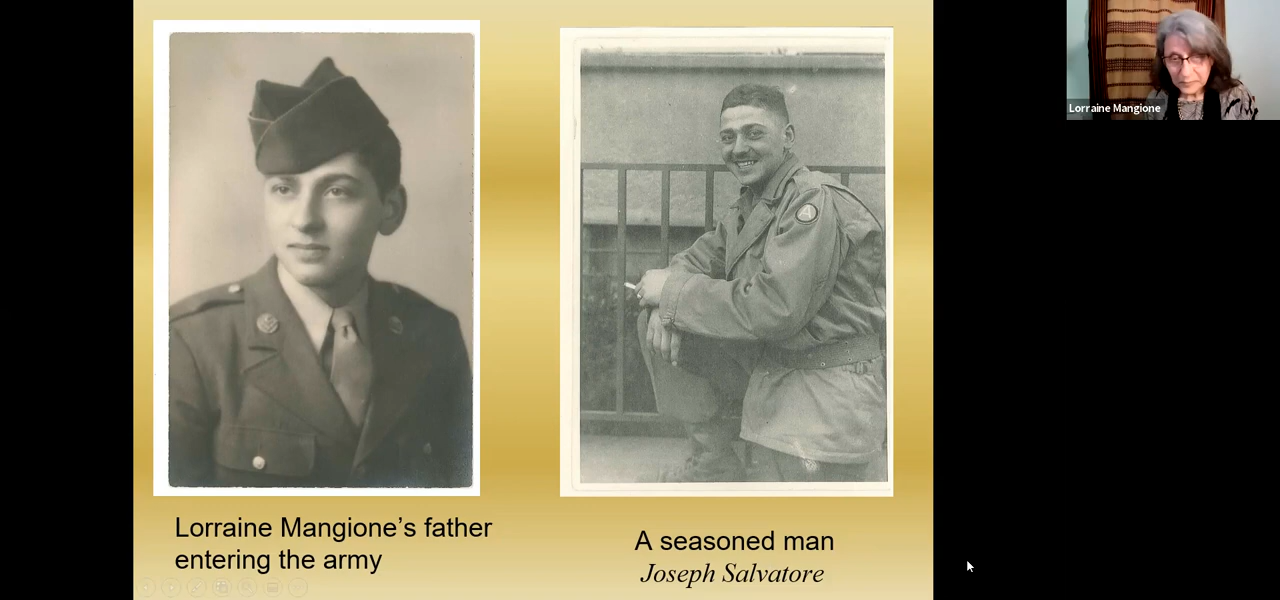 Lorraine Mangione
Lorraine Mangione’s father
entering the army
A seasoned man
Joseph Salvatore
A